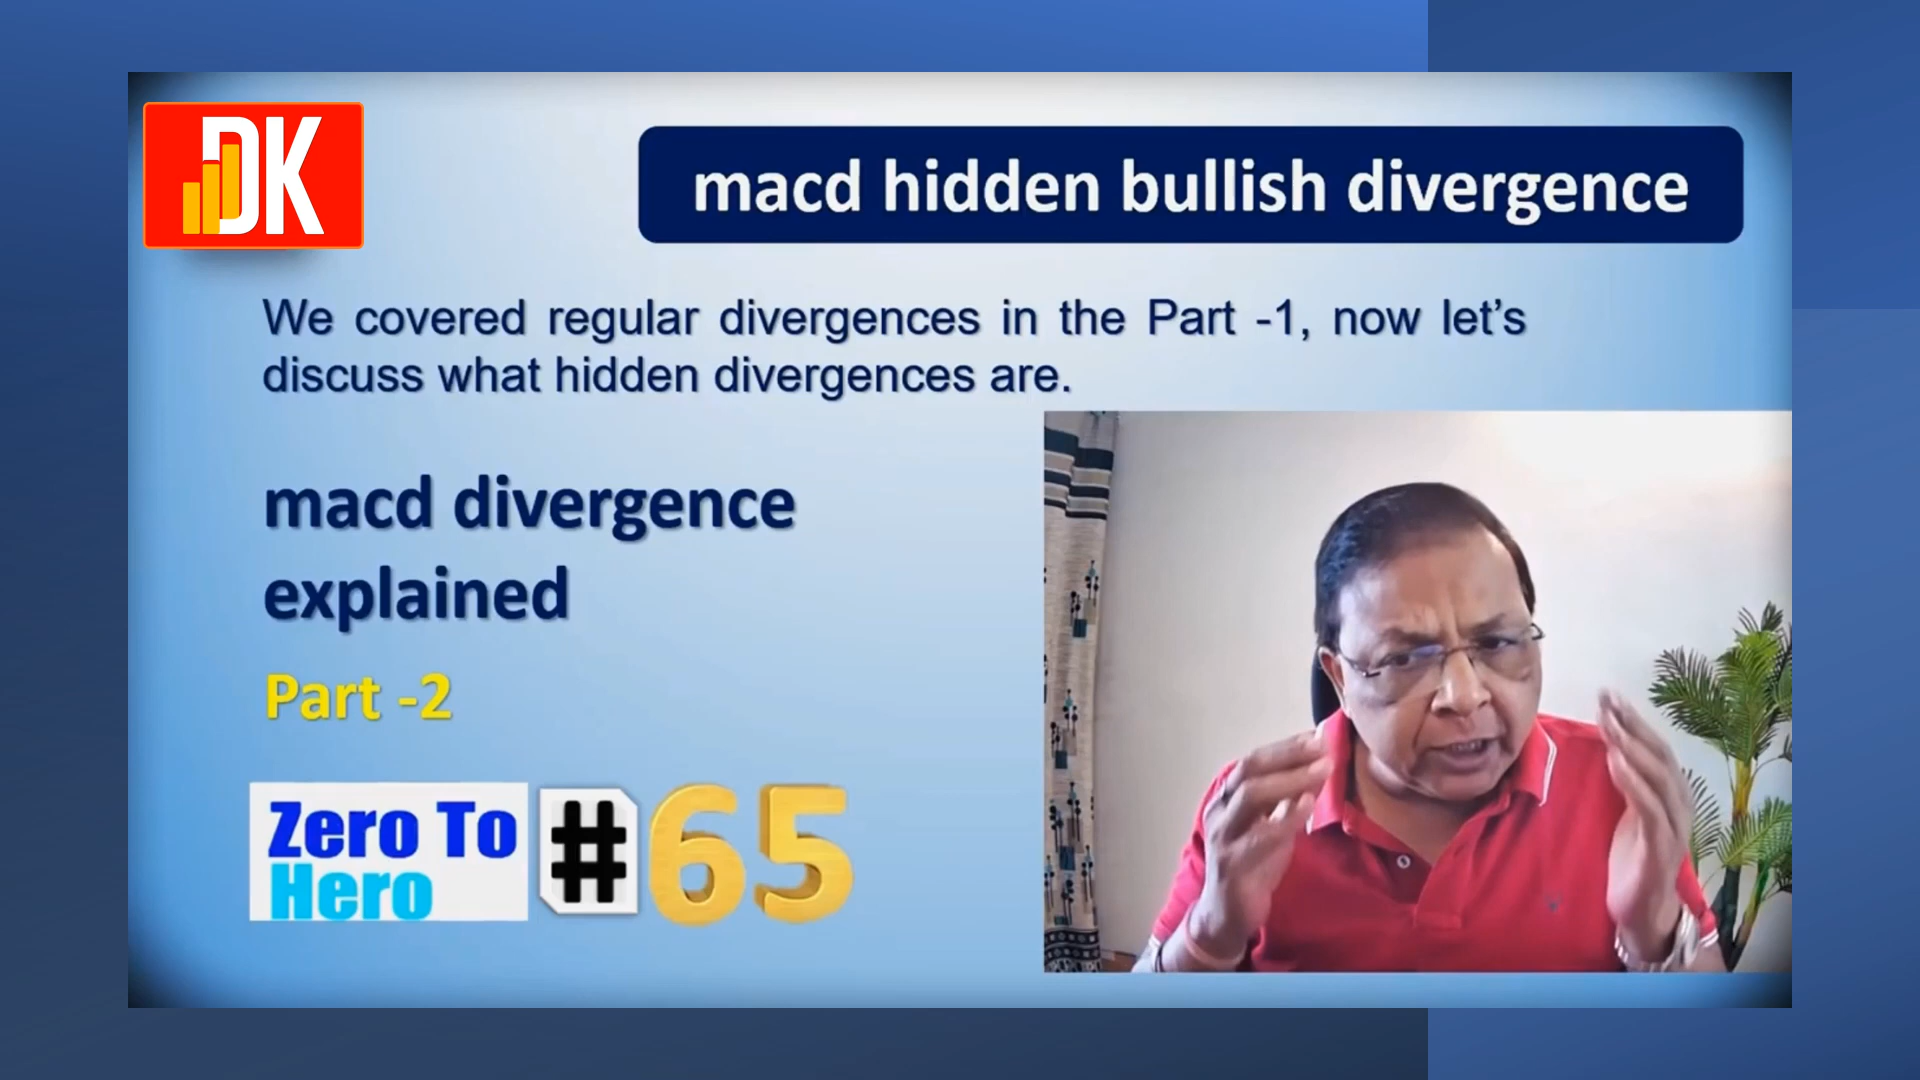 DK
macd hidden bullish divergence
We covered regular divergences in the Part -1, now let’s
discuss what hidden divergences are.
macd divergence
explained
Part -2
Zero To
Hero
#65